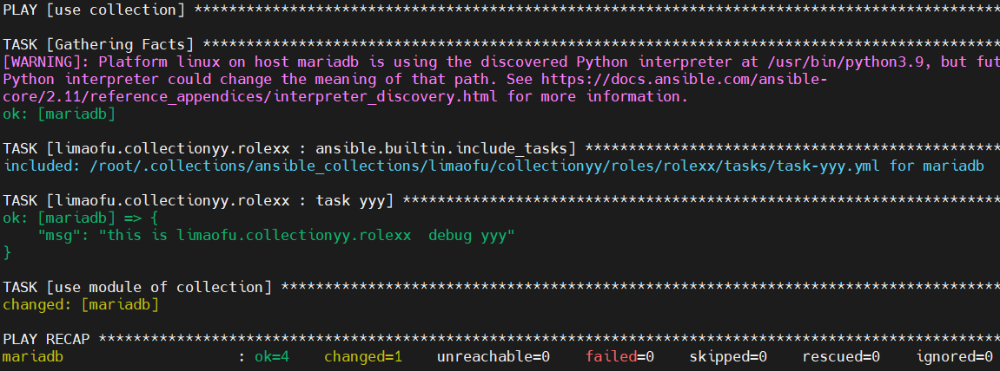 PLAY [use collection] *********************************************************************************************
TASK [Gathering Facts] ********************************************************************************************
[WARNING]: Platform linux on host mariadb is using the discovered Python interpreter at /usr/bin/python3.9, but fut
Python interpreter could change the meaning of that path. See https://docs.ansible.com/ansible-
core/2.11/reference_appendices/interpreter_discovery.html for more information.
ok: [mariadb]
TASK [limaofu.collectionyy.rolexx : ansible.builtin.include_tasks] ************************************************
included: /root/.collections/ansible_collections/limaofu/collectionyy/roles/rolexx/tasks/task-yyy.yml for mariadb
TASK [limaofu.collectionyy.rolexx : task yyy] *********************************************************************
ok: [mariadb] => {
    "msg": "this is limaofu.collectionyy.rolexx  debug yyy"
}
TASK [use module of collection] ***********************************************************************************
changed: [mariadb]
PLAY RECAP ********************************************************************************************************
mariadb                    : ok=4    changed=1    unreachable=0    failed=0    skipped=0    rescued=0    ignored=0